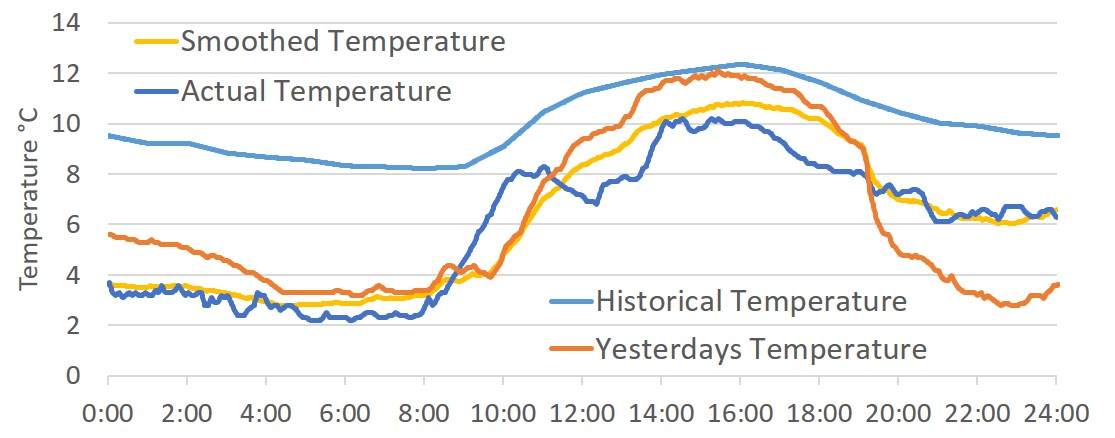 Temperature °C
14
12
10
8
6
4
2
0
Smoothed Temperature
Actual Temperature
Historical Temperature
Yesterdays Temperature
0:00 2:00 4:00 6:00 8:00 10:00 12:00 14:00 16:00 18:00 20:00 22:00 24:00